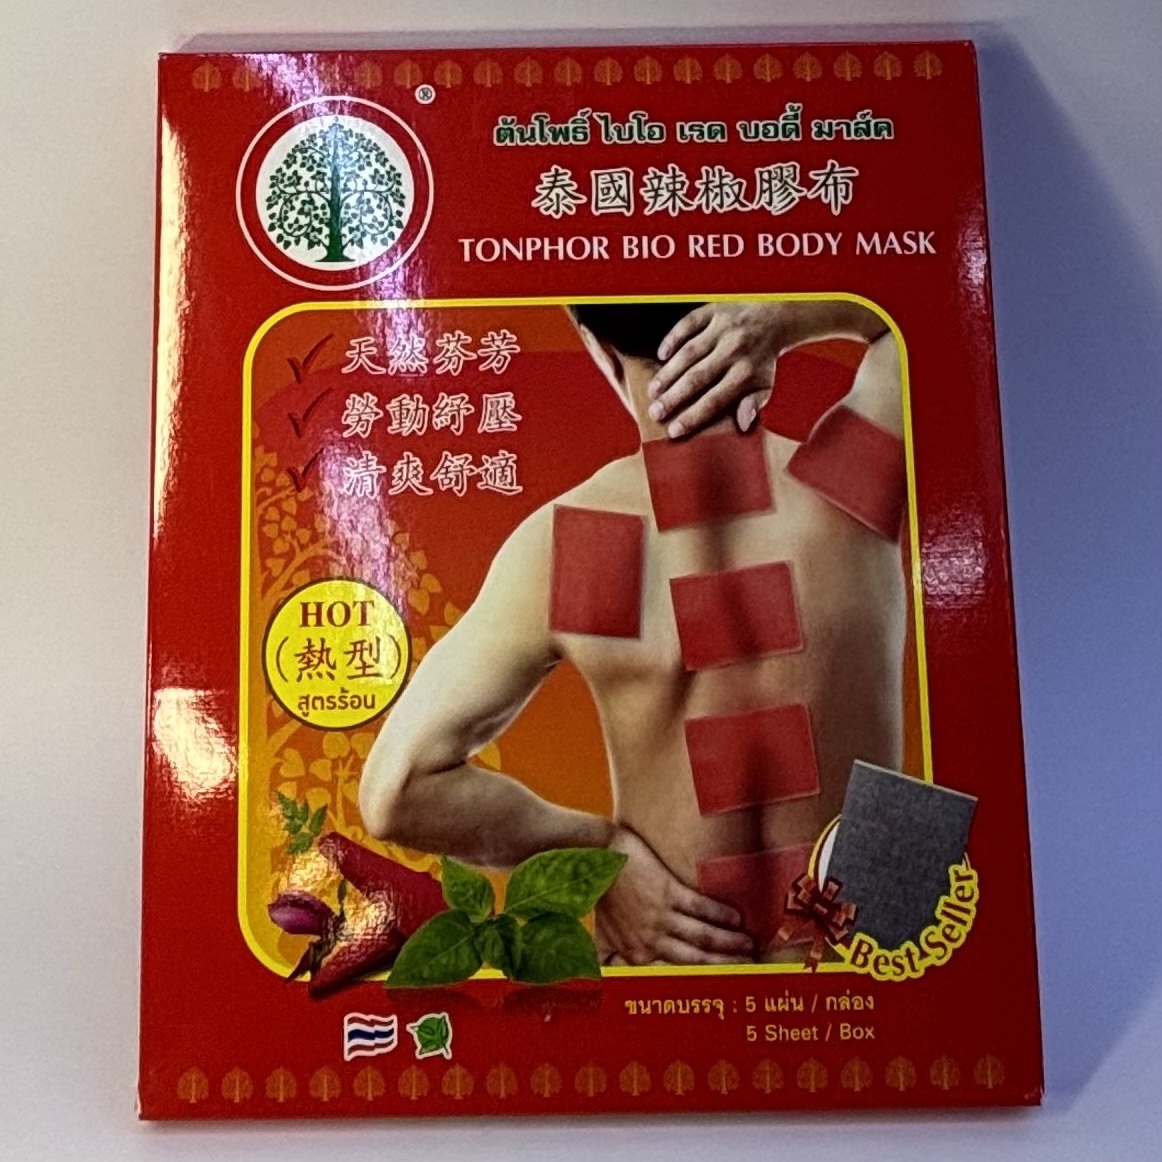 ®
ต้นโพธิ์ ไบโอ เรด บอดี้ มาส์ค
泰國辣椒膠布
TONPHOR BIO RED BODY MASK
天然芬芳
勞動紓壓
清爽舒適
HOT
(熱型)
สูตรร้อน
Best Seller
ขนาดบรรจุ : 5 แผ่น / กล่อง
5 Sheet / Box